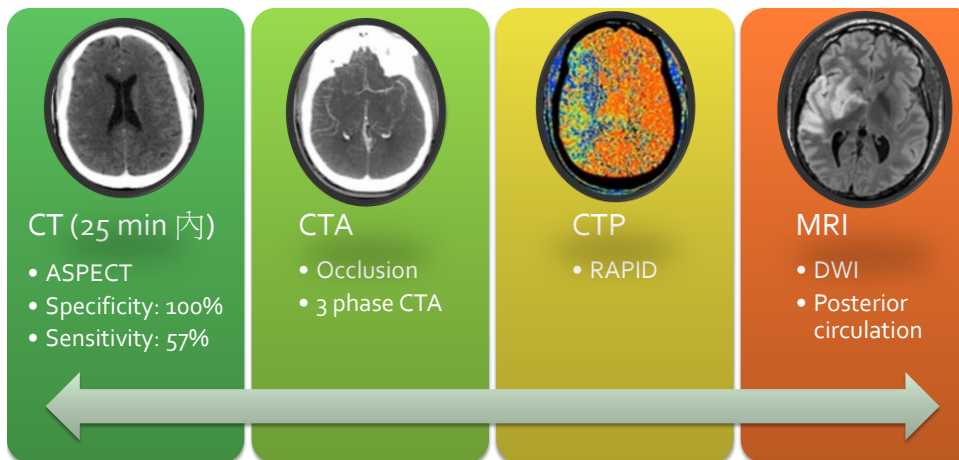 CT (25 min 內)
• ASPECT
• Specificity: 100%
• Sensitivity: 57%
CTA
• Occlusion
• 3 phase CTA
CTP
• RAPID
MRI
• DWI
• Posterior
circulation